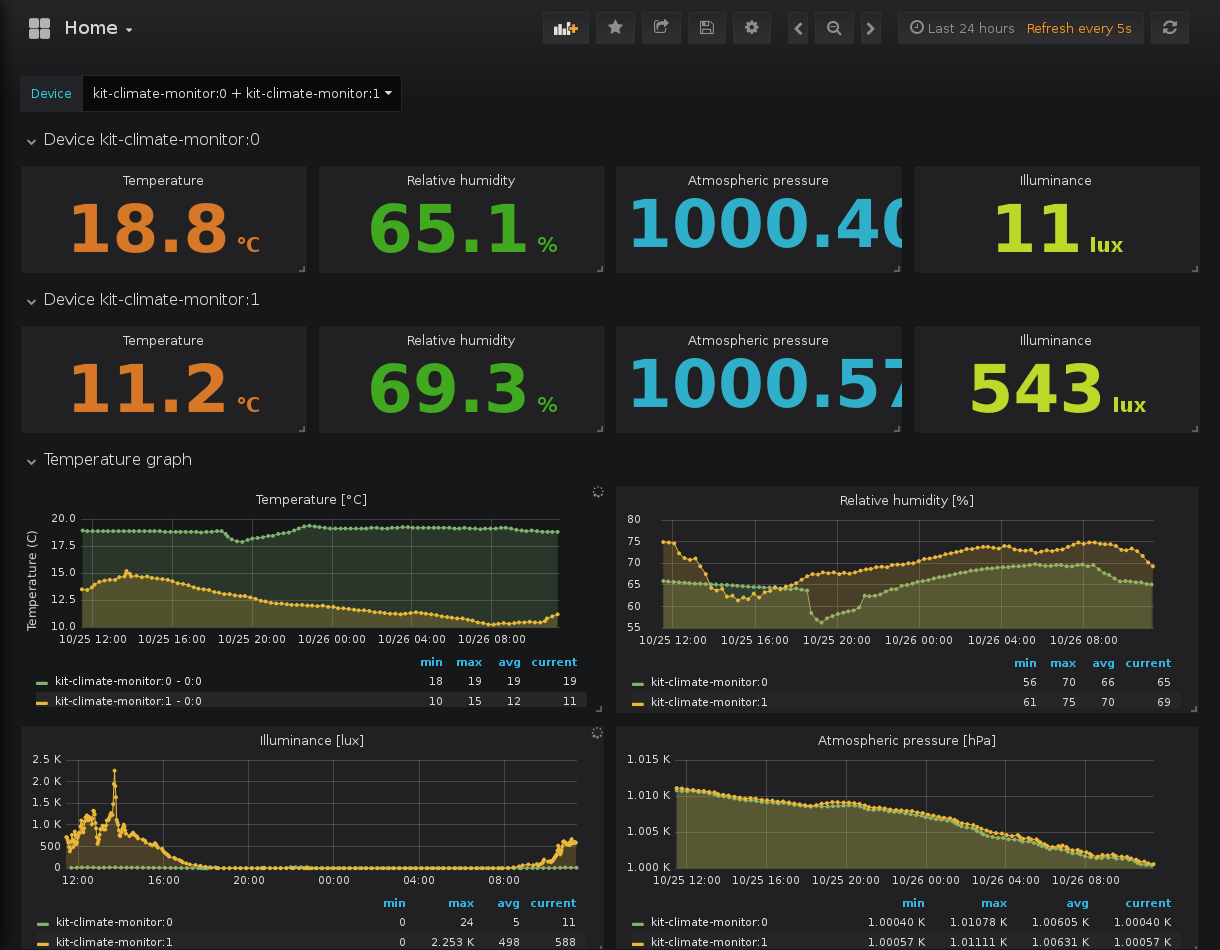 Home
Last 24 hours Refresh every 5s
Device kit-climate-monitor:0 + kit-climate-monitor:1
Device kit-climate-monitor:0
Temperature Relative humidity Atmospheric pressure Illuminance
18.8 °C 65.1 % 1000.40 11 lux
Device kit-climate-monitor:1
Temperature Relative humidity Atmospheric pressure Illuminance
11.2 °C 69.3 % 1000.57 543 lux
Temperature graph
Temperature [°C]
Temperature (C)
20.0
17.5
15.0
12.5
10.0
10/25 12:00 10/25 16:00 10/25 20:00 10/26 00:00 10/26 04:00 10/26 08:00
min max avg current
kit-climate-monitor:0 - 0:0 18 19 19 19
kit-climate-monitor:1 - 0:0 10 15 12 11
Relative humidity [%]
80
75
70
65
60
55
10/25 12:00 10/25 16:00 10/25 20:00 10/26 00:00 10/26 04:00 10/26 08:00
min max avg current
kit-climate-monitor:0 56 70 66 65
kit-climate-monitor:1 61 75 70 69
Illuminance [lux]
2.5 K
2.0 K
1.5 K
1.0 K
500
0
12:00 16:00 20:00 00:00 04:00 08:00
min max avg current
kit-climate-monitor:0 0 24 5 11
kit-climate-monitor:1 0 2.253 K 498 588
Atmospheric pressure [hPa]
1.015 K
1.010 K
1.005 K
1.000 K
10/25 12:00 10/25 16:00 10/25 20:00 10/26 00:00 10/26 04:00 10/26 08:00
min max avg current
kit-climate-monitor:0 1.00040 K 1.01078 K 1.00605 K 1.00040 K
kit-climate-monitor:1 1.00057 K 1.01111 K 1.00631 K 1.00057 K